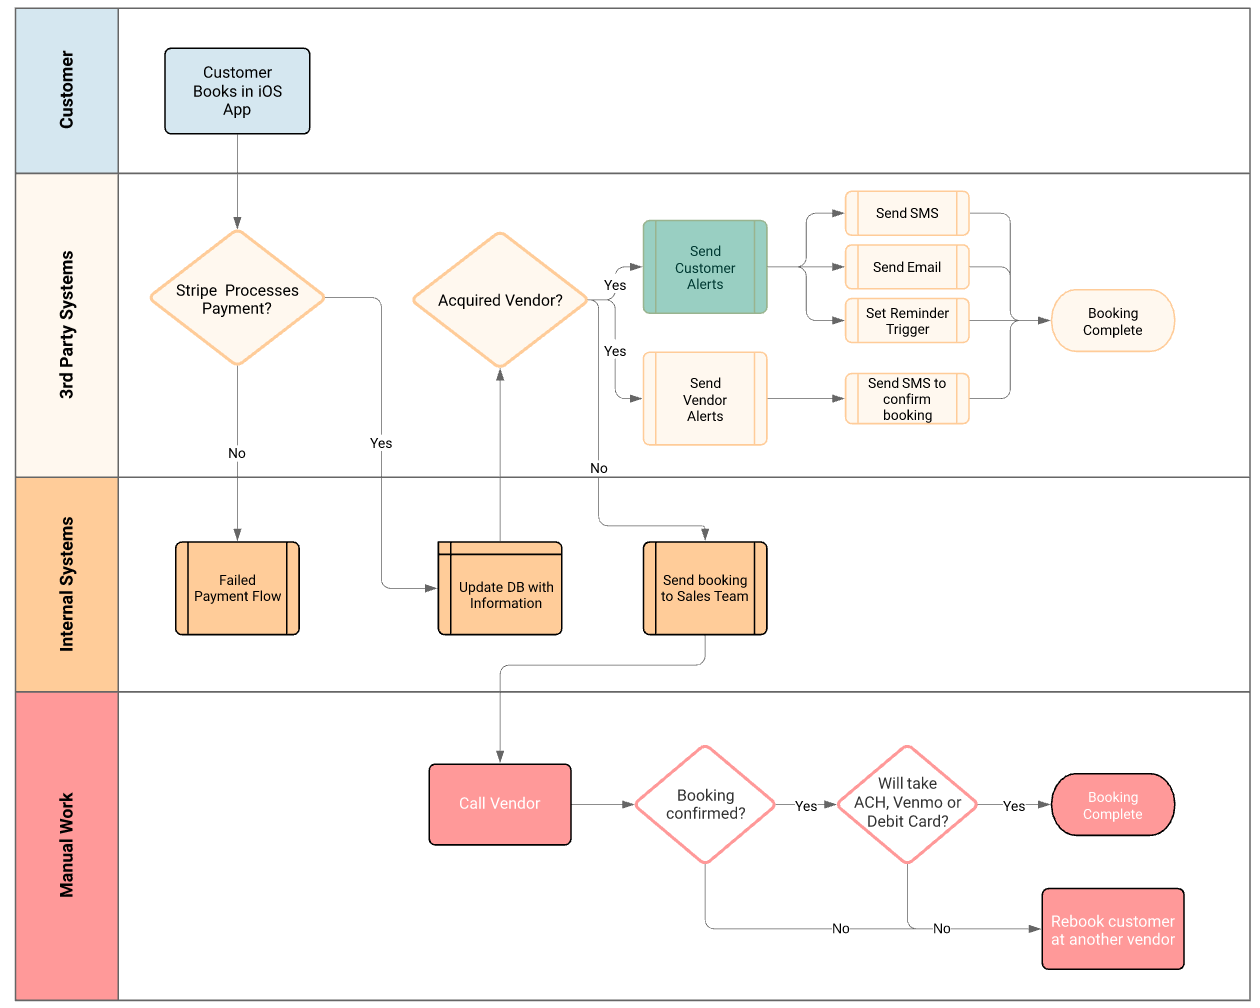 Customer
Customer
Books in iOS
App
3rd Party Systems
Stripe Processes
Payment?
Acquired Vendor?
Yes
Yes
Send
Customer
Alerts
Send
Vendor
Alerts
Send SMS
Send Email
Set Reminder
Trigger
Send SMS to
confirm
booking
Booking
Complete
No
Yes
No
Internal Systems
Failed
Payment Flow
Update DB with
Information
Send booking
to Sales Team
Manual Work
Call Vendor
Booking
confirmed?
Yes
Will take
ACH, Venmo or
Debit Card?
Yes
Booking
Complete
No
No
Rebook customer
at another vendor